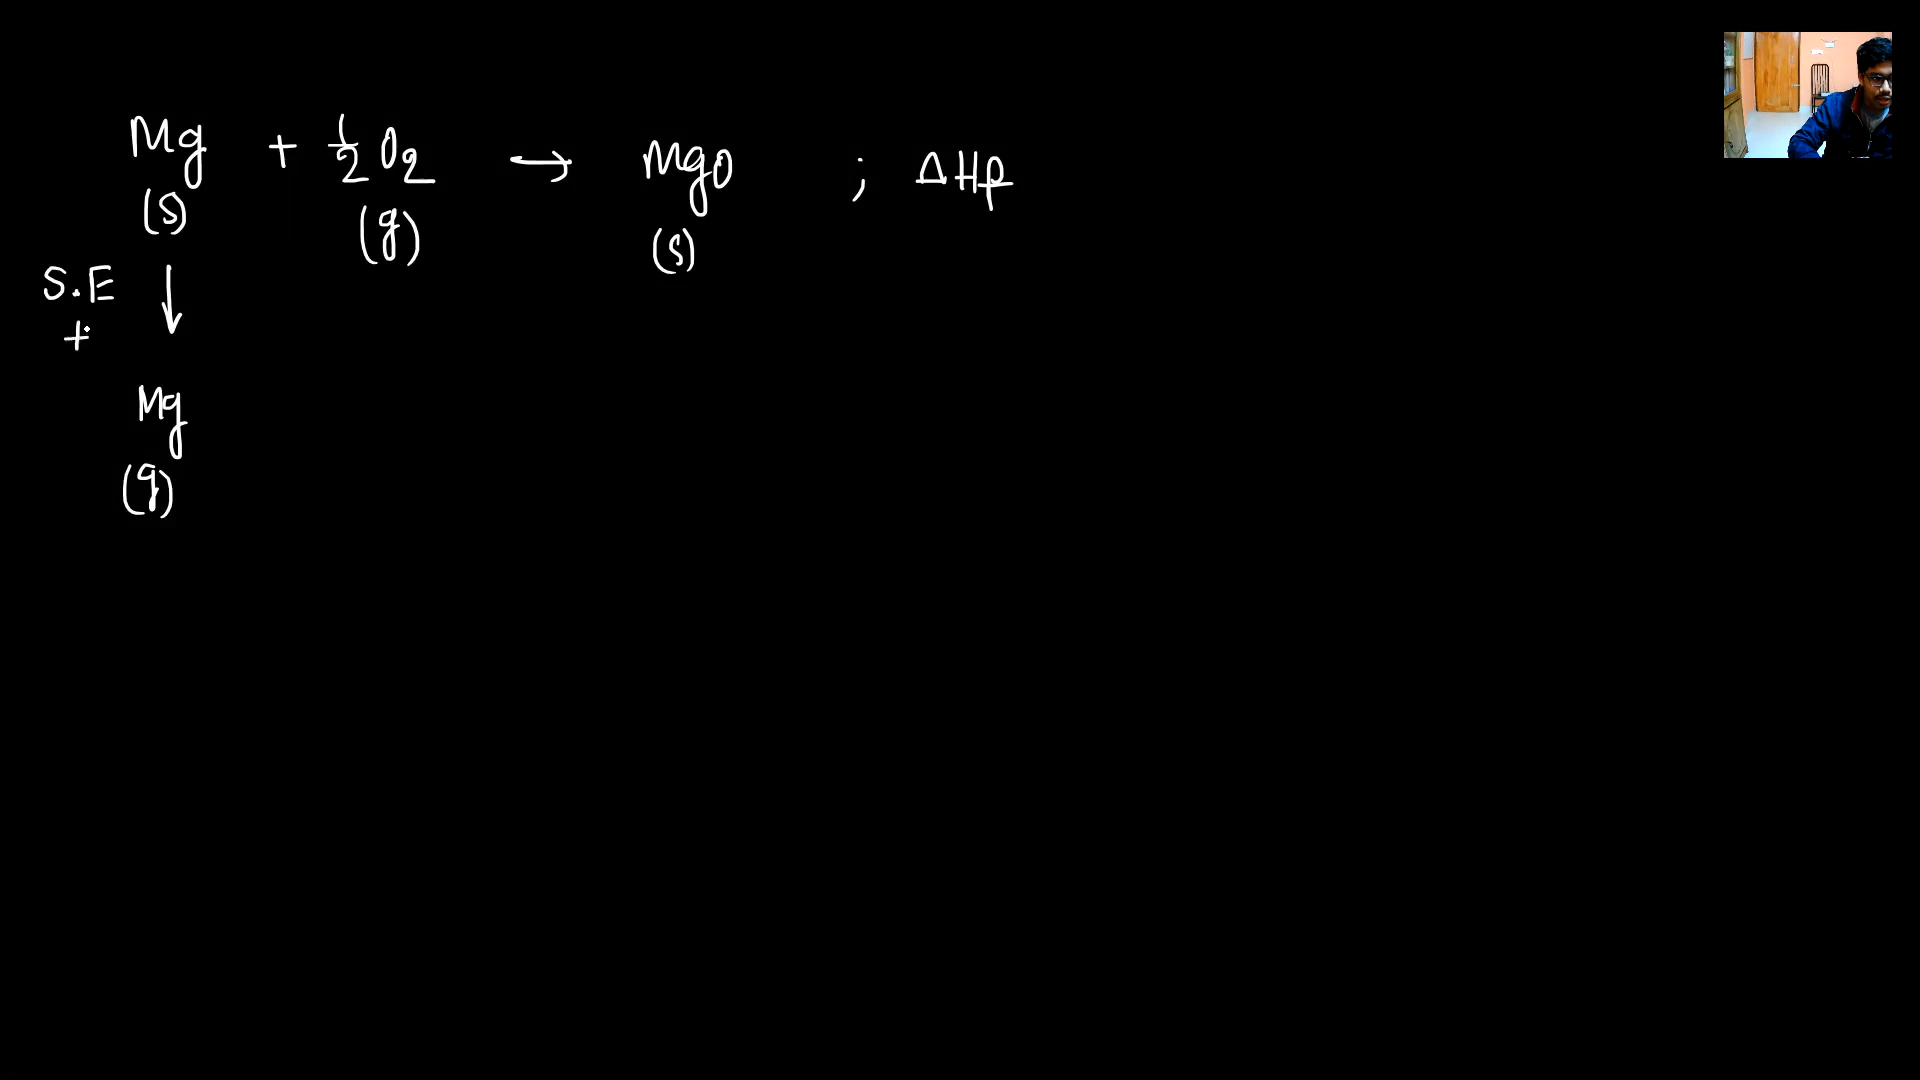 Mg + 1/2 O2 → MgO ; ΔHf
(s) (g) (s)
S.E ↓
+
Mg
(g)